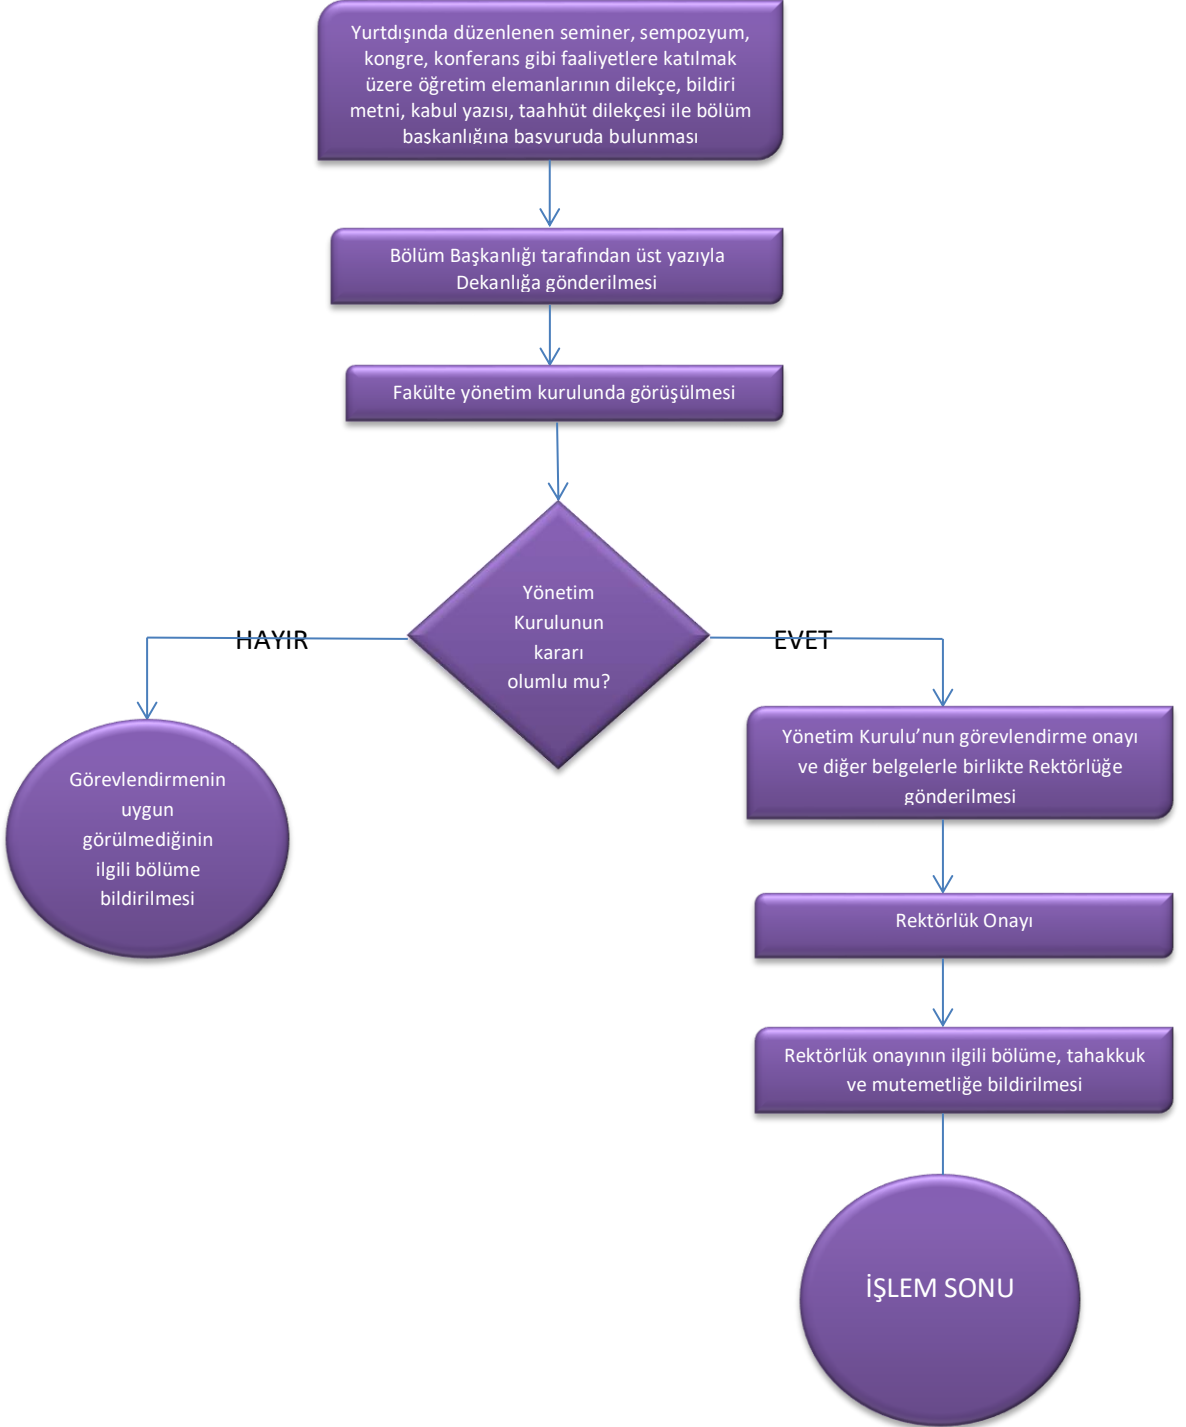 Yurtdışında düzenlenen seminer, sempozyum,
kongre, konferans gibi faaliyetlere katılmak
üzere öğretim elemanlarının dilekçe, bildiri
metni, kabul yazısı, taahhüt dilekçesi ile bölüm
başkanlığına başvuruda bulunması
Bölüm Başkanlığı tarafından üst yazıyla
Dekanlığa gönderilmesi
Fakülte yönetim kurulunda görüşülmesi
Yönetim
Kurulunun
kararı
olumlu mu?
HAYIR
EVET
Görevlendirmenin
uygun
görülmediğinin
ilgili bölüme
bildirilmesi
Yönetim Kurulu’nun görevlendirme onayı
ve diğer belgelerle birlikte Rektörlüğe
gönderilmesi
Rektörlük Onayı
Rektörlük onayının ilgili bölüme, tahakkuk
ve mutemetliğe bildirilmesi
İŞLEM SONU